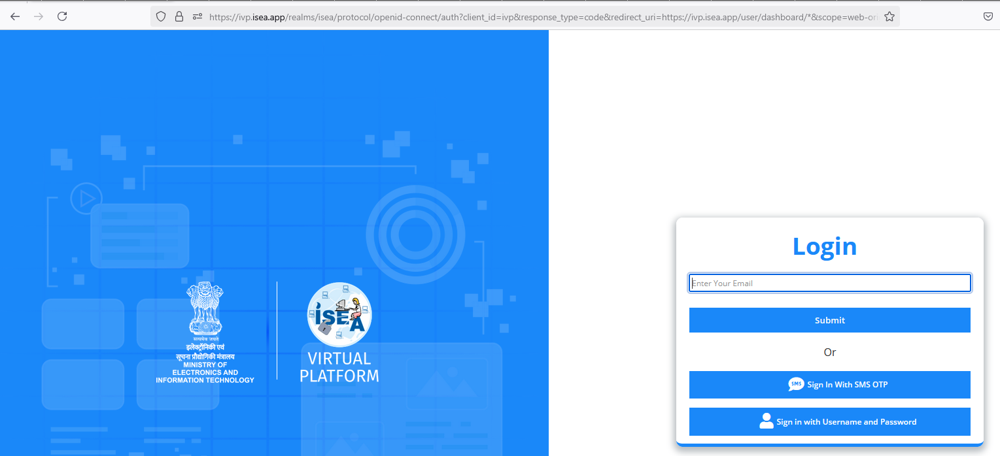 https://ivp.isea.app/realms/isea/protocol/openid-connect/auth?client_id=ivp&response_type=code&redirect_uri=https://ivp.isea.app/user/dashboard/*&scope=web-ori
सत्यमेव जयते
इलेक्ट्रॉनिकी एवं
सूचना प्रौद्योगिकी मंत्रालय
MINISTRY OF
ELECTRONICS AND
INFORMATION TECHNOLOGY
iSEA
VIRTUAL
PLATFORM
Login
Enter Your Email
Submit
Or
SMS Sign In With SMS OTP
Sign in with Username and Password